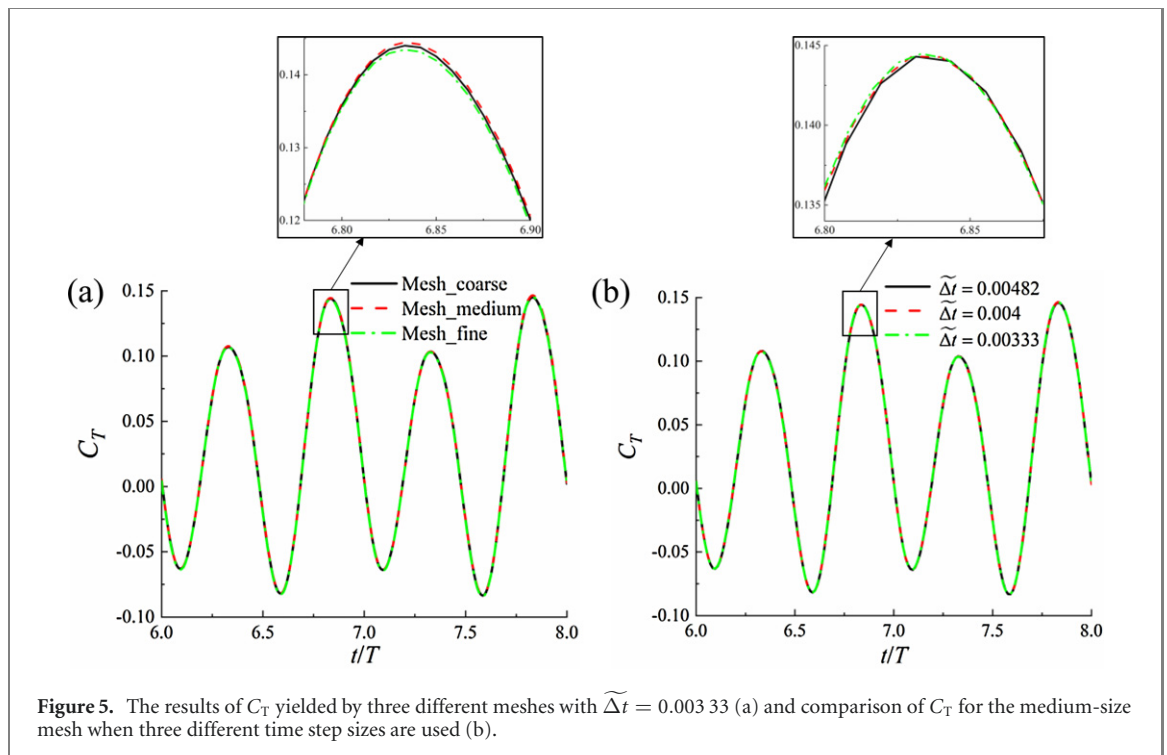 0.14
0.13
0.12
6.80
6.85
6.90
0.145
0.140
0.135
6.80
6.85
(a)
Mesh_coarse
Mesh_medium
Mesh_fine
0.15
0.10
0.05
0.00
-0.05
-0.10
C_T
6.0
6.5
7.0
7.5
8.0
t/T
(b)
Δ̃t = 0.00482
Δ̃t = 0.004
Δ̃t = 0.00333
0.15
0.10
0.05
0.00
-0.05
-0.10
C_T
6.0
6.5
7.0
7.5
8.0
t/T
Figure 5. The results of C_T yielded by three different meshes with Δ̃t = 0.003 33 (a) and comparison of C_T for the medium-size
mesh when three different time step sizes are used (b).